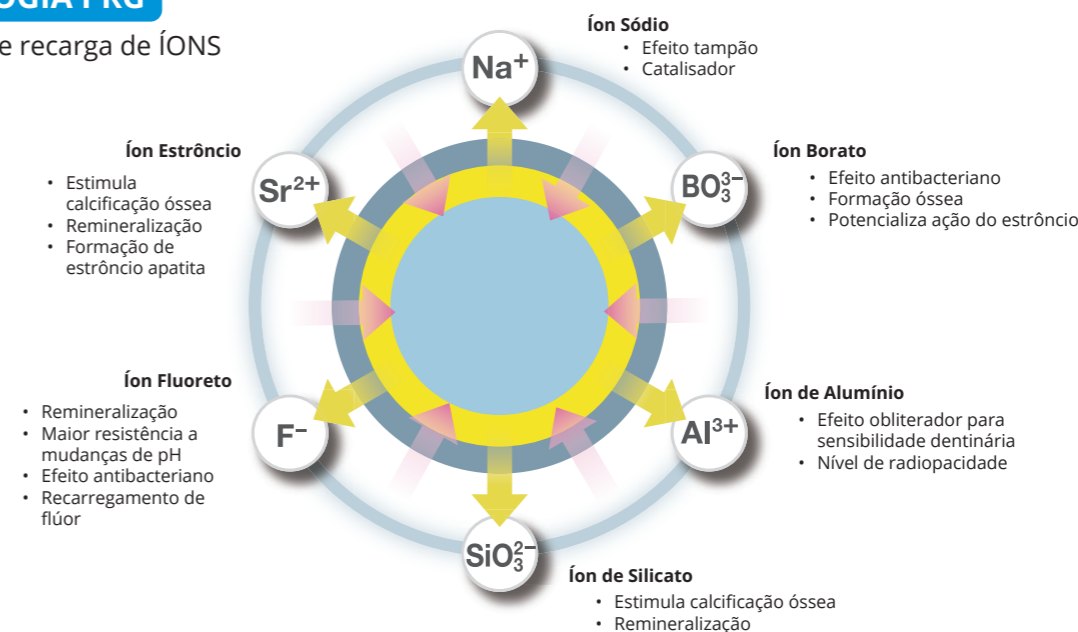 PRG
e recarga de ÍONS
Íon Sódio
• Efeito tampão
• Catalisador
Na⁺
Íon Estrôncio
• Estimula
calcificação óssea
• Remineralização
• Formação de
estrôncio apatita
Sr²⁺
Íon Borato
• Efeito antibacteriano
• Formação óssea
• Potencializa ação do estrôncio
BO₃³⁻
Íon Fluoreto
• Remineralização
• Maior resistência a
mudanças de pH
• Efeito antibacteriano
• Recarregamento de
flúor
F⁻
Íon de Alumínio
• Efeito obliterador para
sensibilidade dentinária
• Nível de radiopacidade
Al³⁺
SiO₃²⁻
Íon de Silicato
• Estimula calcificação óssea
• Remineralização